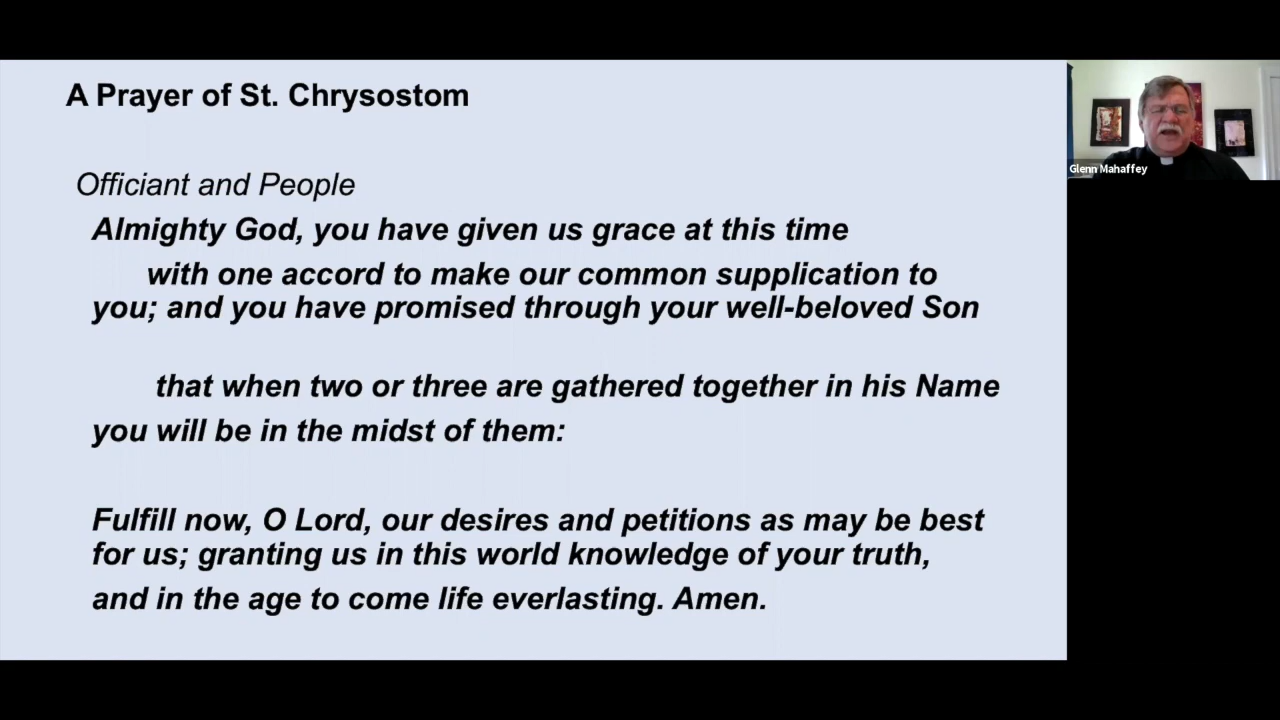 A Prayer of St. Chrysostom
Officiant and People
Almighty God, you have given us grace at this time
with one accord to make our common supplication to
you; and you have promised through your well-beloved Son
that when two or three are gathered together in his Name
you will be in the midst of them:
Fulfill now, O Lord, our desires and petitions as may be best
for us; granting us in this world knowledge of your truth,
and in the age to come life everlasting. Amen.
Glenn Mahaffey